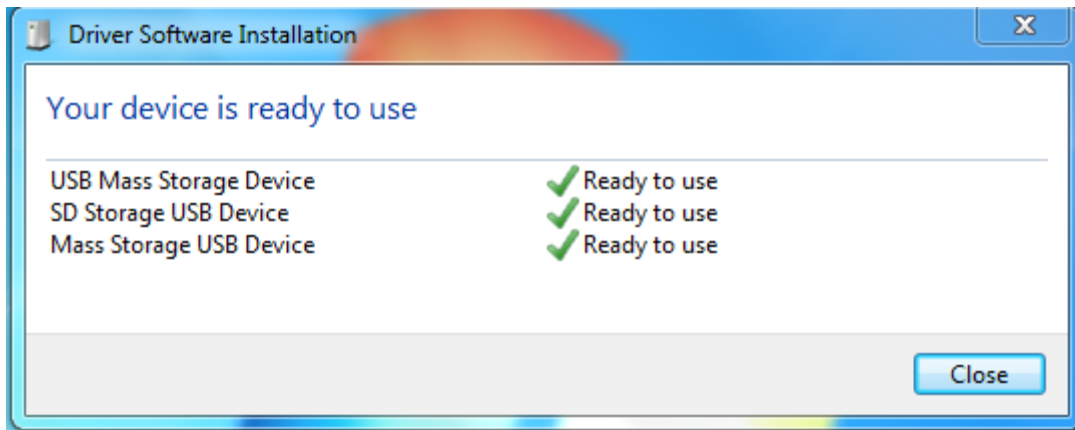 Driver Software Installation
Your device is ready to use
USB Mass Storage Device Ready to use
SD Storage USB Device Ready to use
Mass Storage USB Device Ready to use
Close